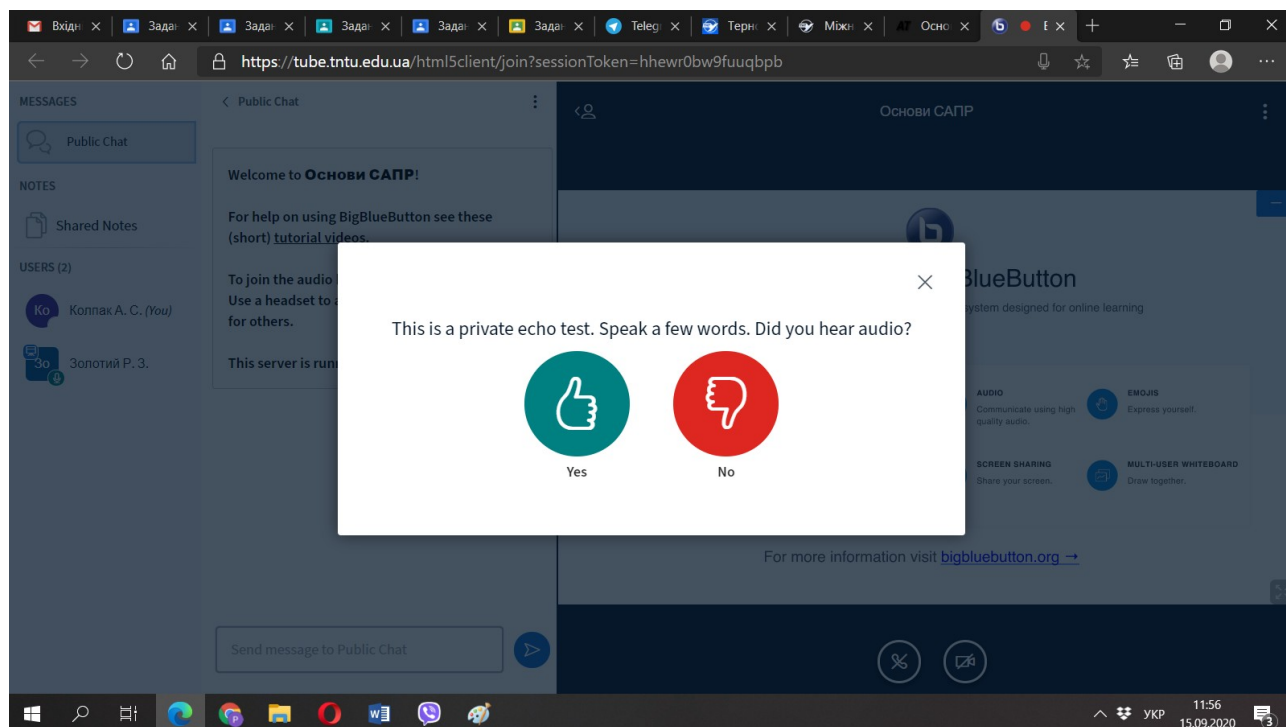 Вхідн
Задан
Задан
Задан
Задан
Задан
Telegr
Терно
Міжн
Осно
https://tube.tntu.edu.ua/html5client/join?sessionToken=hhewr0bw9fuuqbpb
MESSAGES
Public Chat
NOTES
Shared Notes
USERS (2)
Ко
Колпак А. С. (You)
Зо
Золотий Р. З.
Public Chat
Welcome to Основи САПР!
For help on using BigBlueButton see these
(short) tutorial videos.
To join the audio
Use a headset to a
for others.
This server is runn
Send message to Public Chat
Основи САПР
BlueButton
system designed for online learning
AUDIO
Communicate using high
quality audio.
EMOJIS
Express yourself.
SCREEN SHARING
Share your screen.
MULTI-USER WHITEBOARD
Draw together.
For more information visit bigbluebutton.org →
This is a private echo test. Speak a few words. Did you hear audio?
Yes
No
УКР
11:56
15.09.2020
3